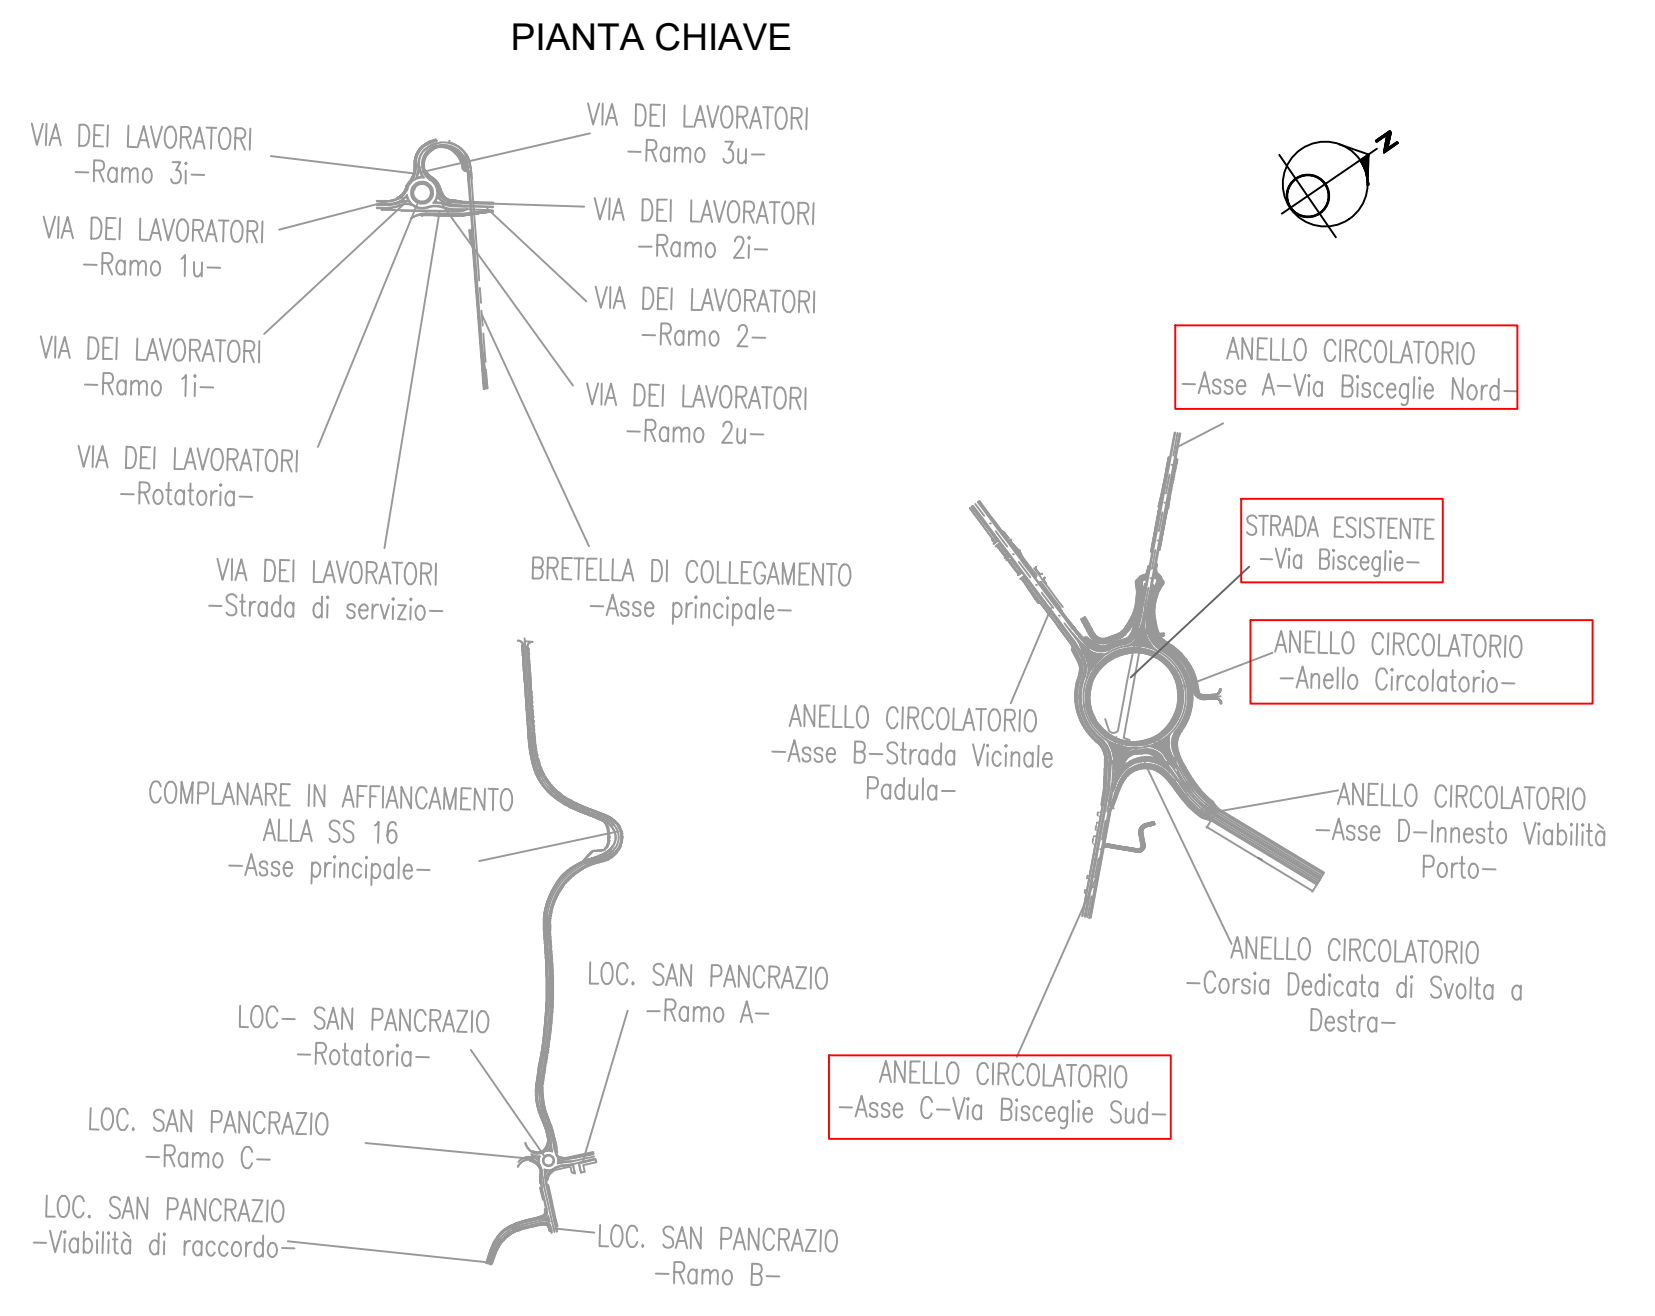 PIANTA CHIAVE
VIA DEI LAVORATORI
-Ramo 3i-
VIA DEI LAVORATORI
-Ramo 3u-
N
VIA DEI LAVORATORI
-Ramo 1u-
VIA DEI LAVORATORI
-Ramo 2i-
VIA DEI LAVORATORI
-Ramo 2-
VIA DEI LAVORATORI
-Ramo 1i-
VIA DEI LAVORATORI
-Ramo 2u-
VIA DEI LAVORATORI
-Rotatoria-
VIA DEI LAVORATORI
-Strada di servizio-
BRETELLA DI COLLEGAMENTO
-Asse principale-
ANELLO CIRCOLATORIO
-Asse A-Via Bisceglie Nord-
STRADA ESISTENTE
-Via Bisceglie-
ANELLO CIRCOLATORIO
-Anello Circolatorio-
ANELLO CIRCOLATORIO
-Asse B-Strada Vicinale
Padula-
ANELLO CIRCOLATORIO
-Asse D-Innesto Viabilità
Porto-
ANELLO CIRCOLATORIO
-Corsia Dedicata di Svolta a
Destra-
ANELLO CIRCOLATORIO
-Asse C-Via Bisceglie Sud-
COMPLANARE IN AFFIANCAMENTO
ALLA SS 16
-Asse principale-
LOC. SAN PANCRAZIO
-Ramo A-
LOC- SAN PANCRAZIO
-Rotatoria-
LOC. SAN PANCRAZIO
-Ramo C-
LOC. SAN PANCRAZIO
-Viabilità di raccordo-
LOC. SAN PANCRAZIO
-Ramo B-